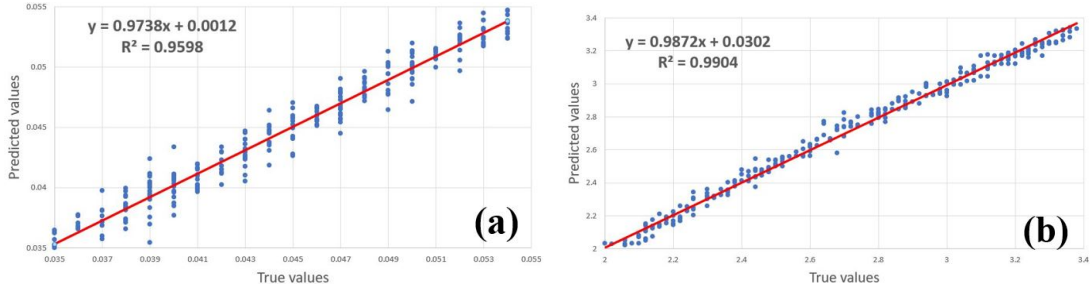 0.055
0.05
0.045
0.04
0.035
Predicted values
y = 0.9738x + 0.0012
R² = 0.9598
(a)
0.035 0.037 0.039 0.041 0.043 0.045 0.047 0.049 0.051 0.053 0.055
True values
3.4
3.2
3
2.8
2.6
2.4
2.2
2
Predicted values
y = 0.9872x + 0.0302
R² = 0.9904
(b)
2 2.2 2.4 2.6 2.8 3 3.2 3.4
True values